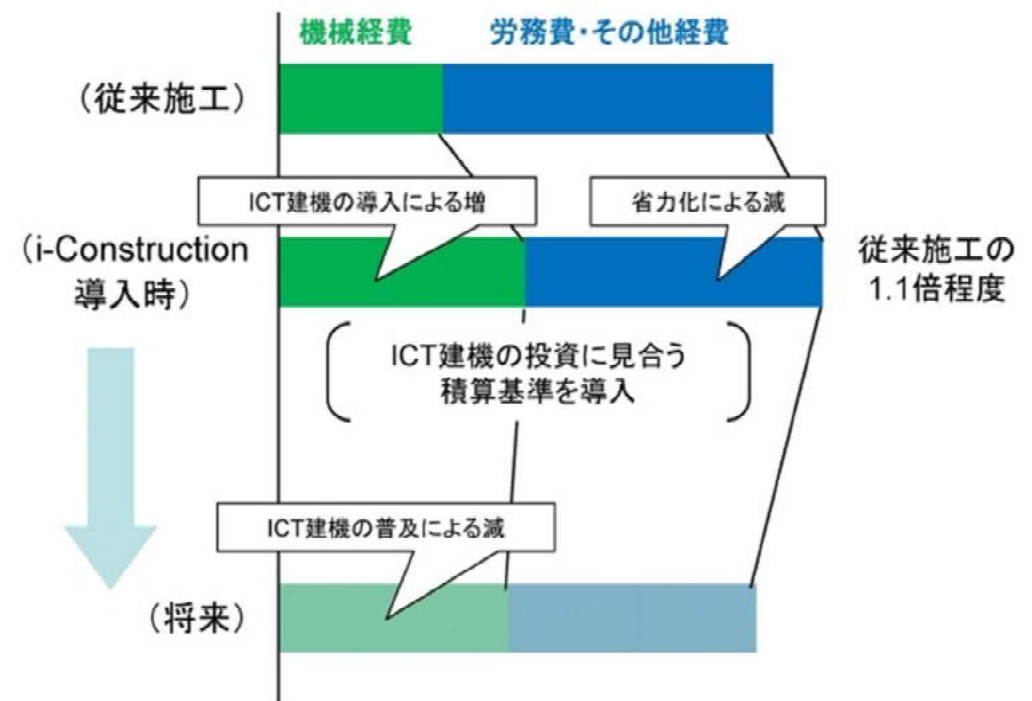 機械経費
労務費・その他経費
（従来施工）
ICT建機の導入による増
省力化による減
（i-Construction
導入時）
従来施工の
1.1倍程度
ICT建機の投資に見合う
積算基準を導入
ICT建機の普及による減
（将来）